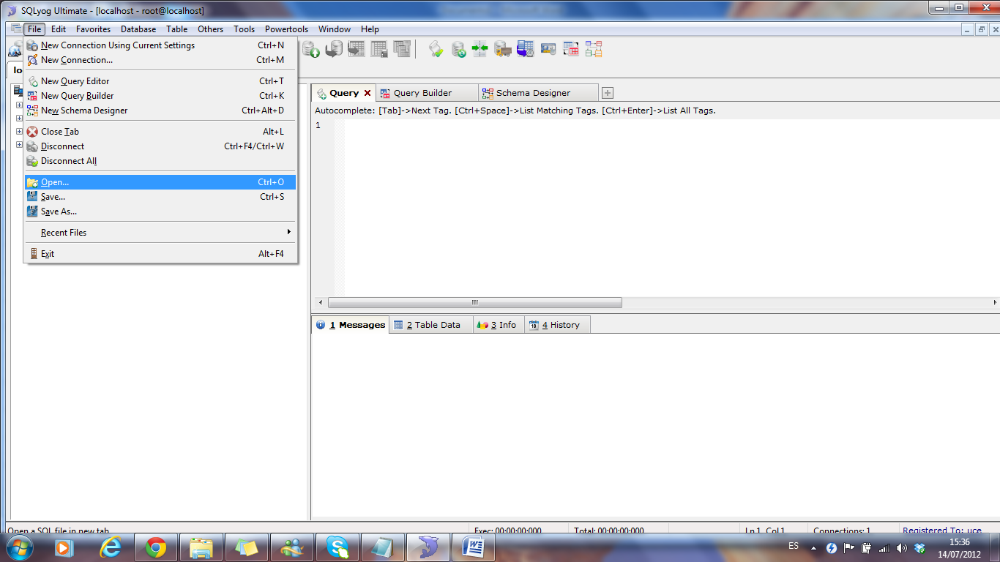 SQLyog Ultimate - [localhost - root@localhost]
File Edit Favorites Database Table Others Tools Powertools Window Help
New Connection Using Current Settings Ctrl+N
New Connection... Ctrl+M
New Query Editor Ctrl+T
New Query Builder Ctrl+K
New Schema Designer Ctrl+Alt+D
Close Tab Alt+L
Disconnect Ctrl+F4/Ctrl+W
Disconnect All
Open... Ctrl+O
Save... Ctrl+S
Save As...
Recent Files
Exit Alt+F4
lo
Query Query Builder Schema Designer
Autocomplete: [Tab]->Next Tag. [Ctrl+Space]->List Matching Tags. [Ctrl+Enter]->List All Tags.
1
1 Messages 2 Table Data 3 Info 4 History
Open a SQL file in new tab Exec: 00:00:00:000 Total: 00:00:00:000 Ln 1, Col 1 Connections: 1 Registered To: uce
ES 15:36
14/07/2012